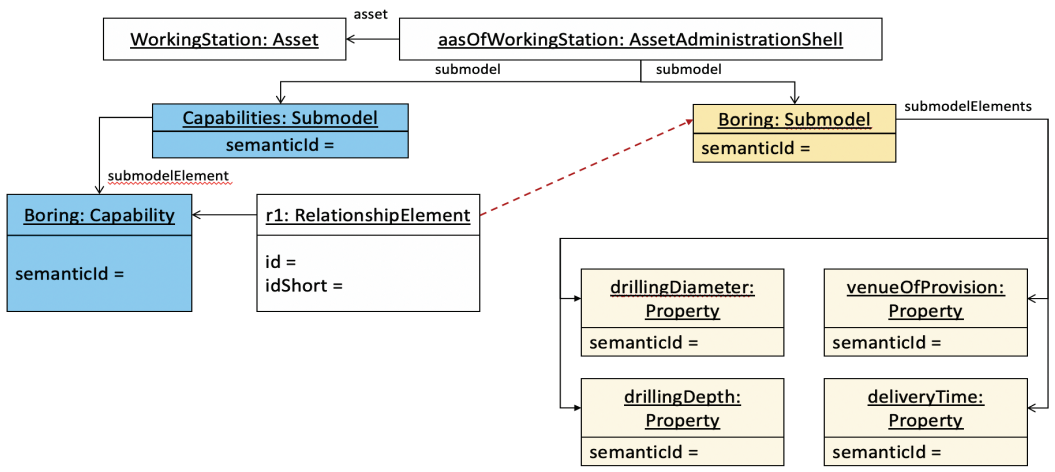 asset
WorkingStation: Asset
aasOfWorkingStation: AssetAdministrationShell
submodel
submodel
Capabilities: Submodel
semanticId =
Boring: Submodel
semanticId =
submodelElements
submodelElement
Boring: Capability
semanticId =
r1: RelationshipElement
id =
idShort =
drillingDiameter:
Property
semanticId =
venueOfProvision:
Property
semanticId =
drillingDepth:
Property
semanticId =
deliveryTime:
Property
semanticId =